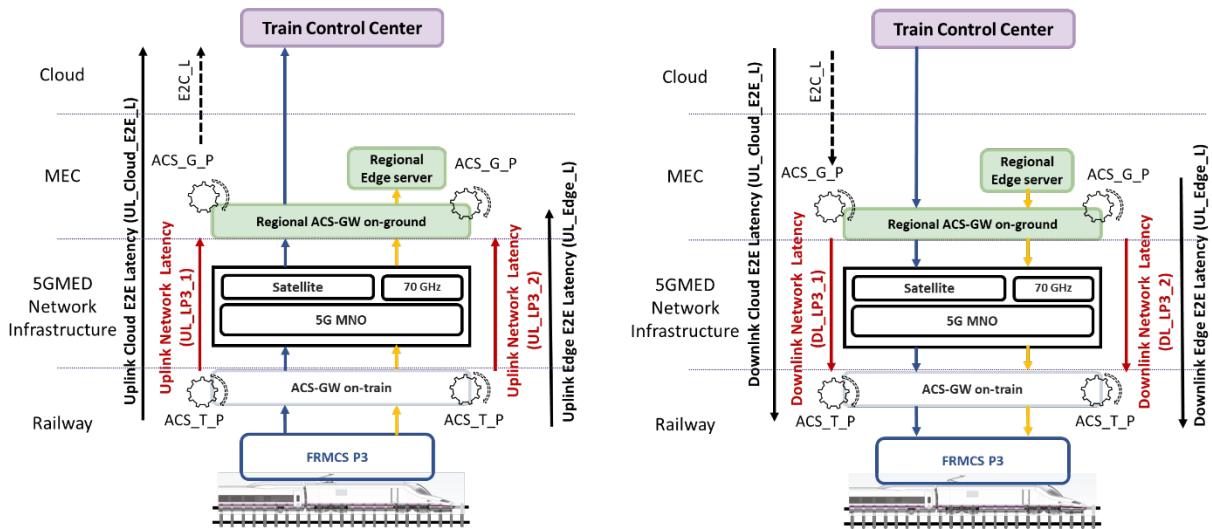 Train Control Center
Cloud
E2C_L
Uplink Cloud E2E Latency (UL_Cloud_E2E_L)
ACS_G_P
Regional
Edge server
ACS_G_P
MEC
Regional ACS-GW on-ground
Uplink Network Latency
(UL_LP3_1)
Satellite
70 GHz
5G MNO
5GMED
Network
Infrastructure
Uplink Network Latency
(UL_LP3_2)
Uplink Edge E2E Latency (UL_Edge_L)
ACS-GW on-train
ACS_T_P
ACS_T_P
Railway
FRMCS P3
Train Control Center
Cloud
E2C_L
Downlink Cloud E2E Latency (UL_Cloud_E2E_L)
ACS_G_P
Regional
Edge server
ACS_G_P
MEC
Regional ACS-GW on-ground
Downlink Network Latency
(DL_LP3_1)
Satellite
70 GHz
5G MNO
5GMED
Network
Infrastructure
Downlink Network Latency
(DL_LP3_2)
Downlink Edge E2E Latency (UL_Edge_L)
ACS-GW on-train
ACS_T_P
ACS_T_P
Railway
FRMCS P3